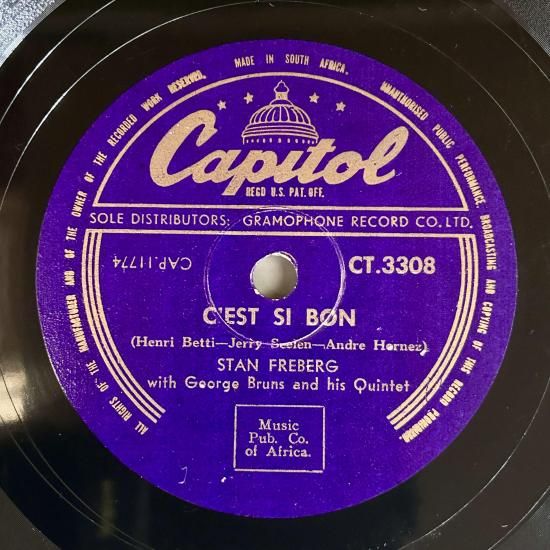 ALL RIGHTS OF THE MANUFACTURER AND OF THE OWNER OF THE RECORDED WORK RESERVED. MADE IN SOUTH AFRICA. UNAUTHORISED PUBLIC PERFORMANCE, BROADCASTING AND COPYING OF THIS RECORD PROHIBITED.
Capitol
REGD U.S. PAT. OFF.
SOLE DISTRIBUTORS: GRAMOPHONE RECORD CO. LTD.
CAP.11774
CT.3308
C'EST SI BON
(Henri Betti—Jerry Seelen—Andre Hornez)
STAN FREBERG
with George Bruns and his Quintet
Music
Pub. Co.
of Africa.